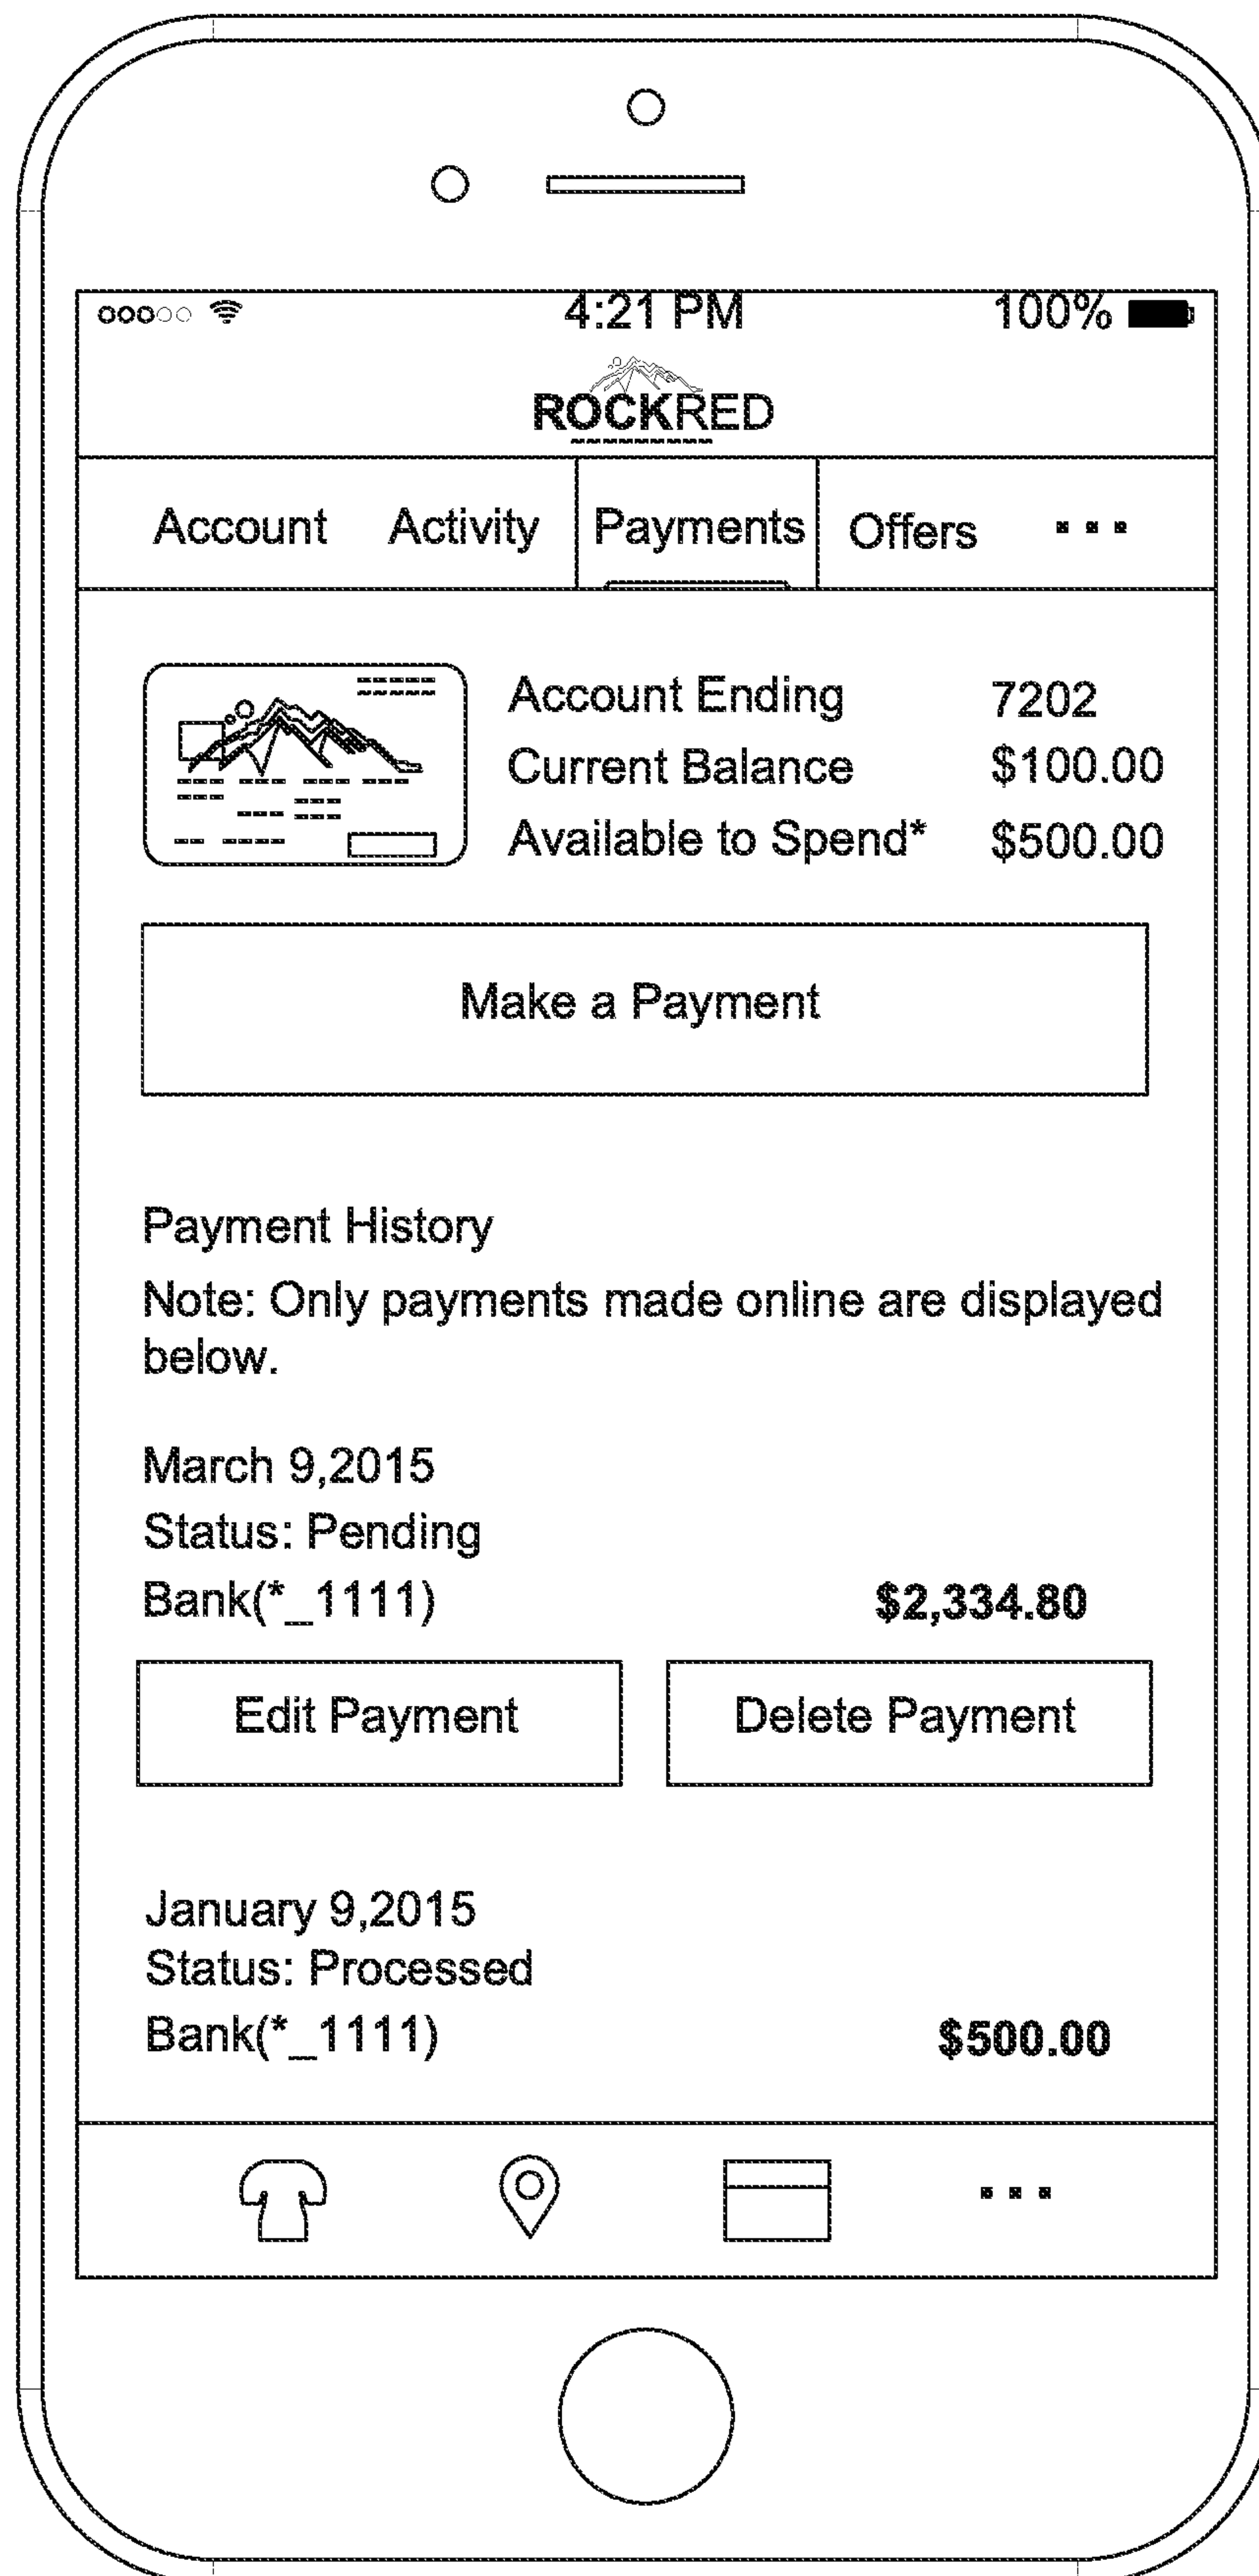 4:21 PM 100%
ROCKRED
Account Activity Payments Offers ...
Account Ending 7202
Current Balance $100.00
Available to Spend* $500.00
Make a Payment
Payment History
Note: Only payments made online are displayed
below.
March 9,2015
Status: Pending
Bank(*_1111) $2,334.80
Edit Payment Delete Payment
January 9,2015
Status: Processed
Bank(*_1111) $500.00
...